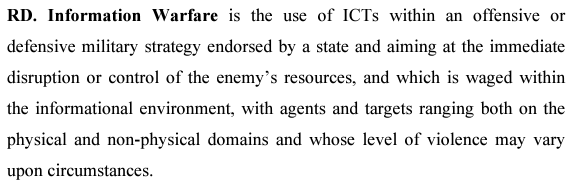 RD. Information Warfare is the use of ICTs within an offensive or
defensive military strategy endorsed by a state and aiming at the immediate
disruption or control of the enemy’s resources, and which is waged within
the informational environment, with agents and targets ranging both on the
physical and non-physical domains and whose level of violence may vary
upon circumstances.